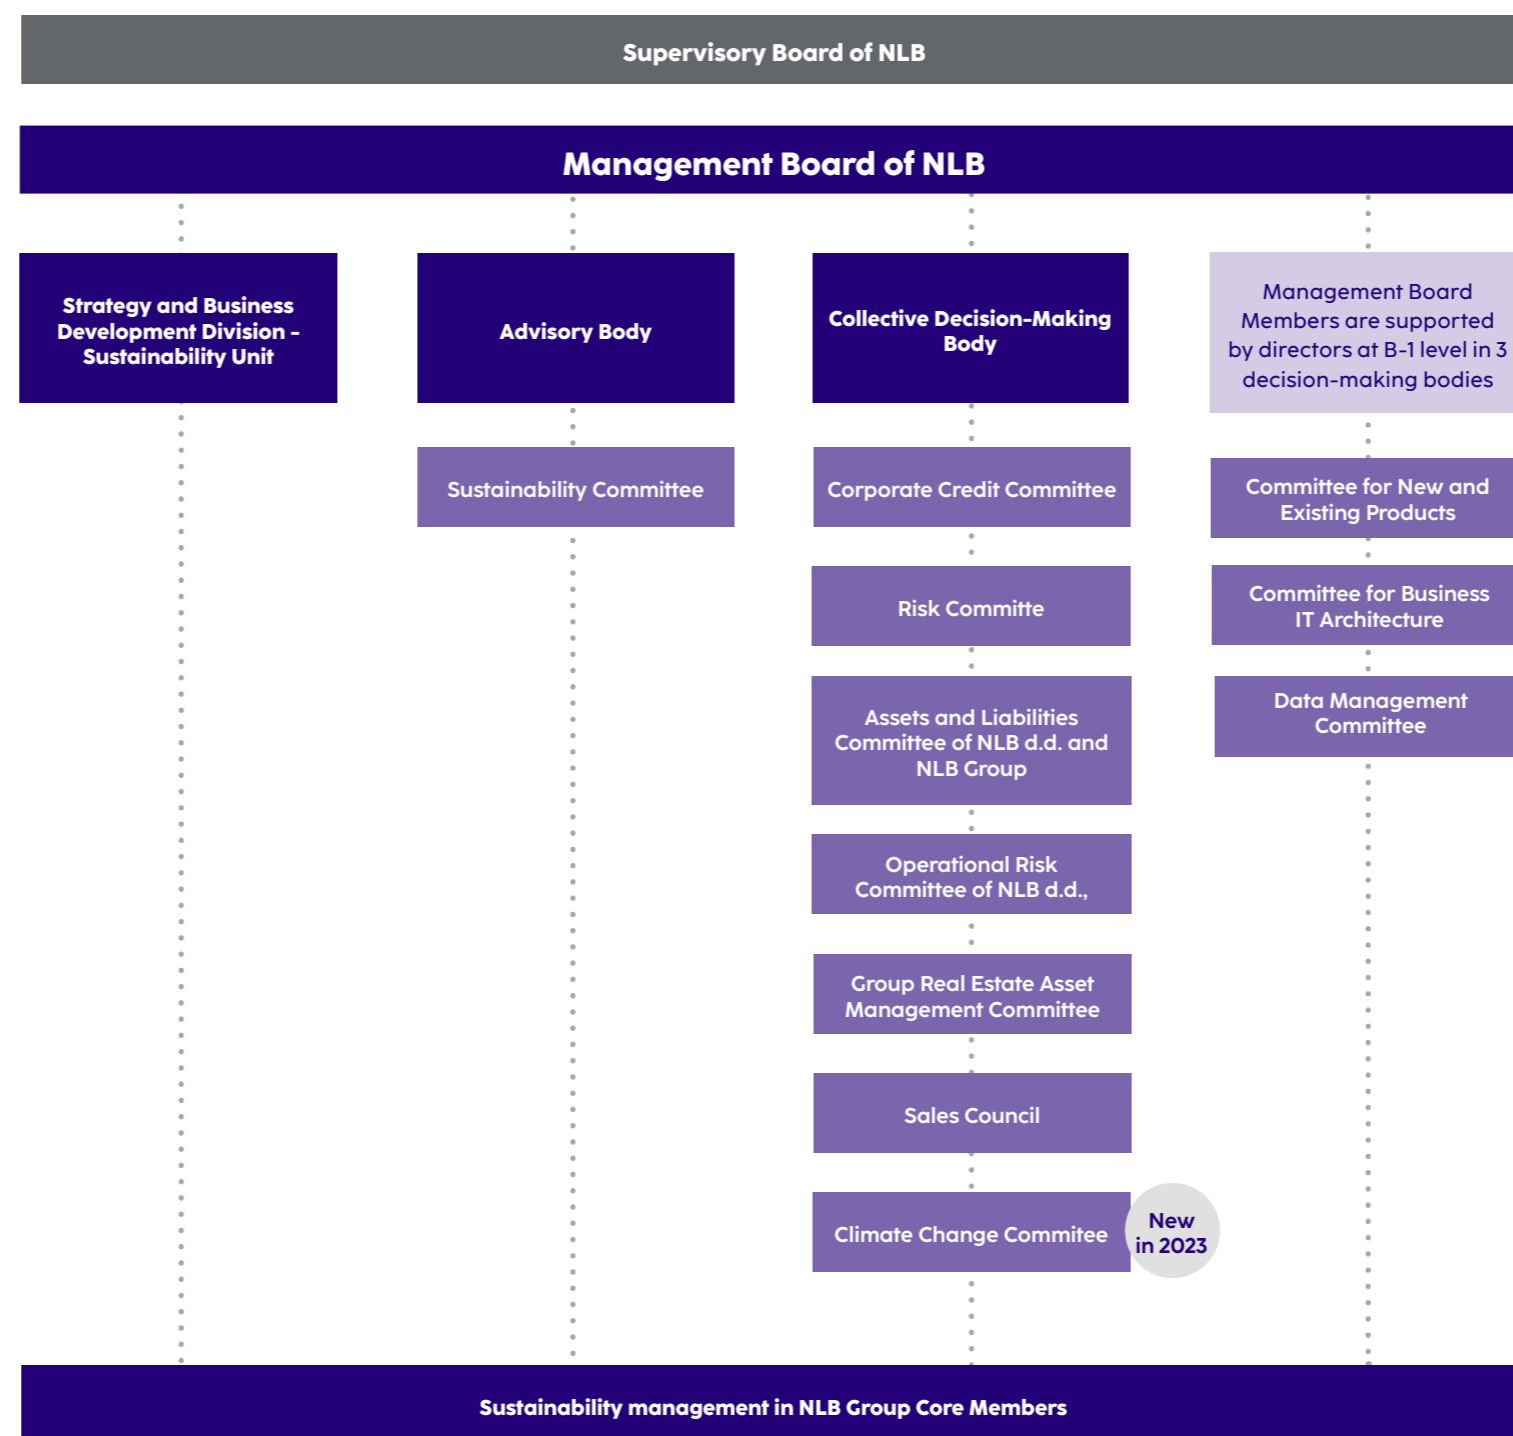 Supervisory Board of NLB
Management Board of NLB
Strategy and Business
Development Division -
Sustainability Unit
Advisory Body
Sustainability Committee
Collective Decision-Making
Body
Corporate Credit Committee
Risk Committe
Assets and Liabilities
Committee of NLB d.d. and
NLB Group
Operational Risk
Committee of NLB d.d.,
Group Real Estate Asset
Management Committee
Sales Council
Climate Change Commitee
New
in 2023
Management Board
Members are supported
by directors at B-1 level in 3
decision-making bodies
Committee for New and
Existing Products
Committee for Business
IT Architecture
Data Management
Committee
Sustainability management in NLB Group Core Members